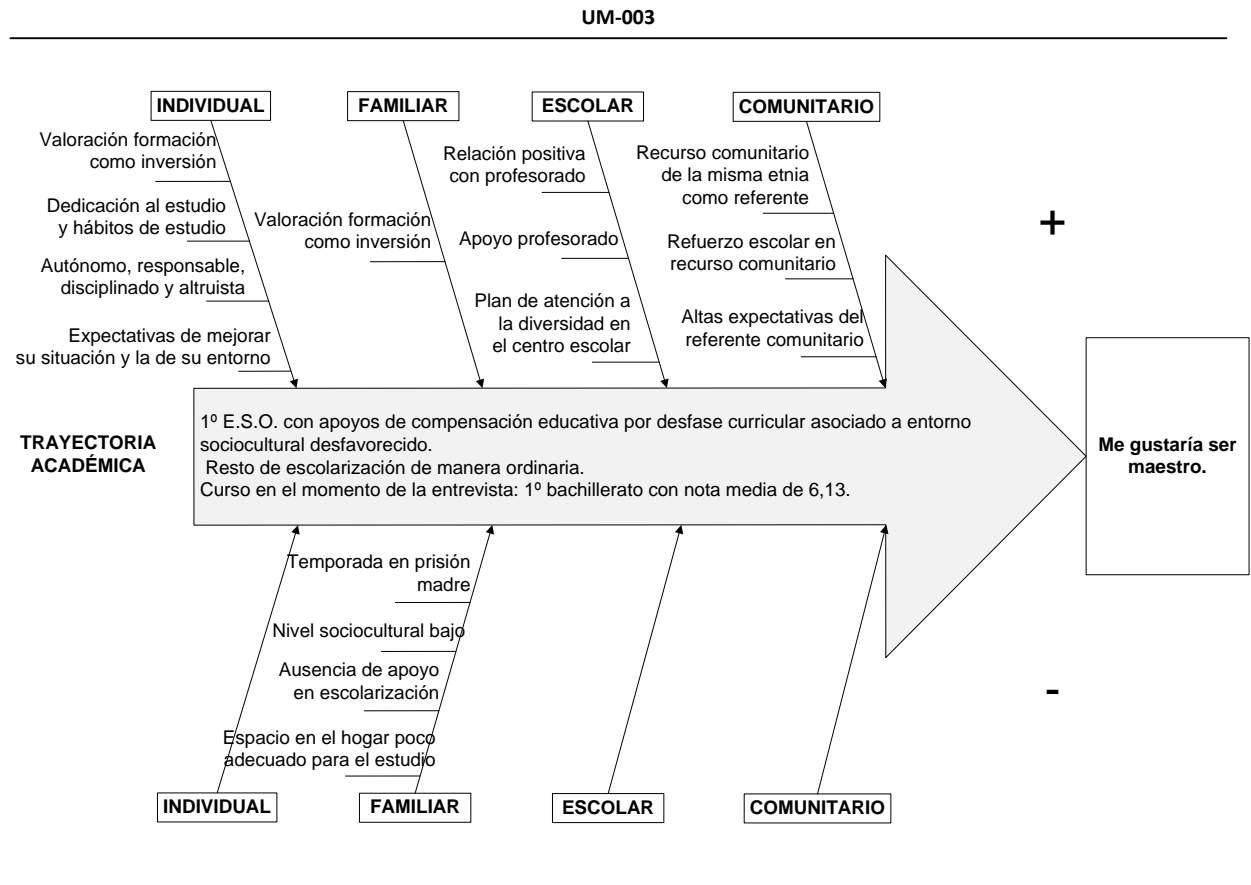 UM-003
INDIVIDUAL
FAMILIAR
ESCOLAR
COMUNITARIO
Valoración formación
como inversión
Dedicación al estudio
y hábitos de estudio
Autónomo, responsable,
disciplinado y altruista
Expectativas de mejorar
su situación y la de su entorno
Valoración formación
como inversión
Relación positiva
con profesorado
Apoyo profesorado
Plan de atención a
la diversidad en
el centro escolar
Recurso comunitario
de la misma etnia
como referente
Refuerzo escolar en
recurso comunitario
Altas expectativas del
referente comunitario
+
TRAYECTORIA
ACADÉMICA
1º E.S.O. con apoyos de compensación educativa por desfase curricular asociado a entorno
sociocultural desfavorecido.
Resto de escolarización de manera ordinaria.
Curso en el momento de la entrevista: 1º bachillerato con nota media de 6,13.
Me gustaría ser
maestro.
Temporada en prisión
madre
Nivel sociocultural bajo
Ausencia de apoyo
en escolarización
Espacio en el hogar poco
adecuado para el estudio
-
INDIVIDUAL
FAMILIAR
ESCOLAR
COMUNITARIO